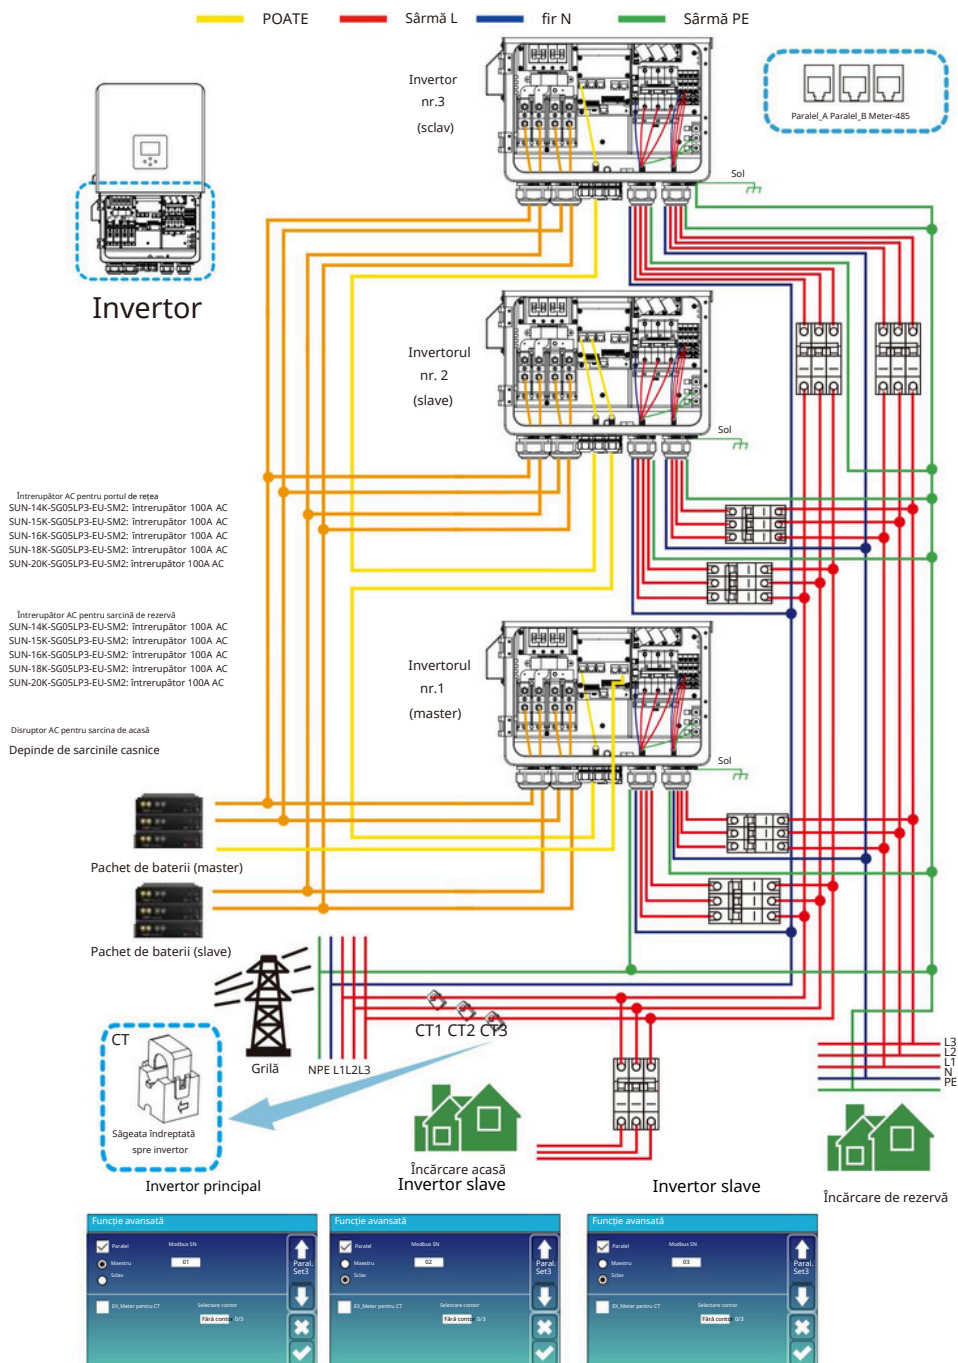 POATE
Sârmă L
fir N
Sârmă PE
Invertor
nr.3
(sclav)
Paralel_A Paralel_B Meter-485
Sol
Invertor
Invertorul
nr. 2
(slave)
Sol
Întrerupător AC pentru portul de rețea
SUN-14K-SG05LP3-EU-SM2: întrerupător 100A AC
SUN-15K-SG05LP3-EU-SM2: întrerupător 100A AC
SUN-16K-SG05LP3-EU-SM2: întrerupător 100A AC
SUN-18K-SG05LP3-EU-SM2: întrerupător 100A AC
SUN-20K-SG05LP3-EU-SM2: întrerupător 100A AC
Întrerupător AC pentru sarcină de rezervă
SUN-14K-SG05LP3-EU-SM2: întrerupător 100A AC
SUN-15K-SG05LP3-EU-SM2: întrerupător 100A AC
SUN-16K-SG05LP3-EU-SM2: întrerupător 100A AC
SUN-18K-SG05LP3-EU-SM2: întrerupător 100A AC
SUN-20K-SG05LP3-EU-SM2: întrerupător 100A AC
Invertorul
nr.1
(master)
Sol
Disruptor AC pentru sarcina de acasă
Depinde de sarcinile casnice
Pachet de baterii (master)
Pachet de baterii (slave)
CT1 CT2 CT3
CT
Săgeata îndreptată
spre invertor
Grilă
NPE L1L2L3
L3
L2
L1
N
PE
Încărcare acasă
Încărcare de rezervă
Invertor principal
Invertor slave
Invertor slave
Funcție avansată
Paralel
Modbus SN
Maestru
01
Sclav
Paral.
Set3
EX_Meter pentru CT
Selectare contor
Fără contor 0/3
Funcție avansată
Paralel
Modbus SN
Maestru
02
Sclav
Paral.
Set3
EX_Meter pentru CT
Selectare contor
Fără contor 0/3
Funcție avansată
Paralel
Modbus SN
Maestru
03
Sclav
Paral.
Set3
EX_Meter pentru CT
Selectare contor
Fără contor 0/3